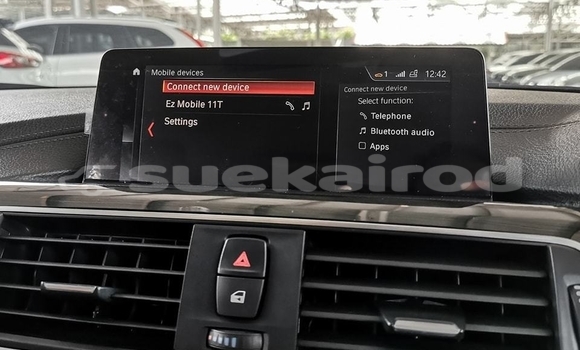 Mobile devices
1 12:42
Connect new device
Ez Mobile 11T
Settings
Connect new device
Select function:
Telephone
Bluetooth audio
Apps
suekairod